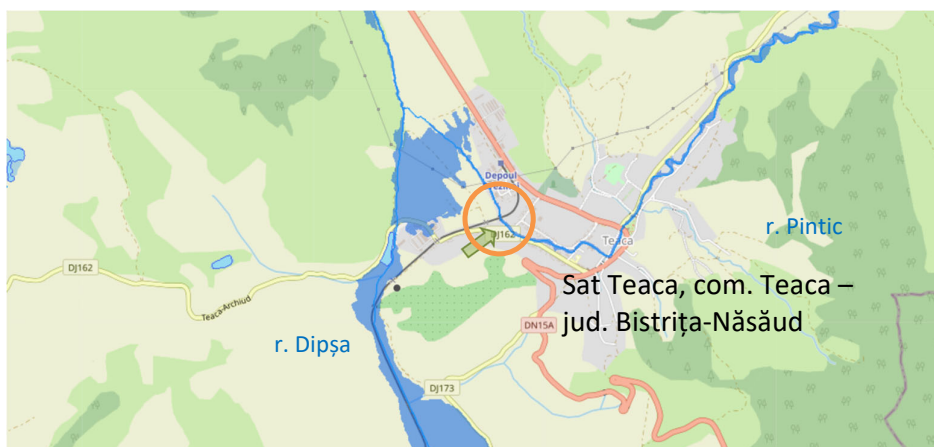 Depoul
r. Pintic
DJ162
Teaca
DJ162
Teaca-Archiud
Sat Teaca, com. Teaca –
jud. Bistrița-Năsăud
DN15A
r. Dipșa
DJ173